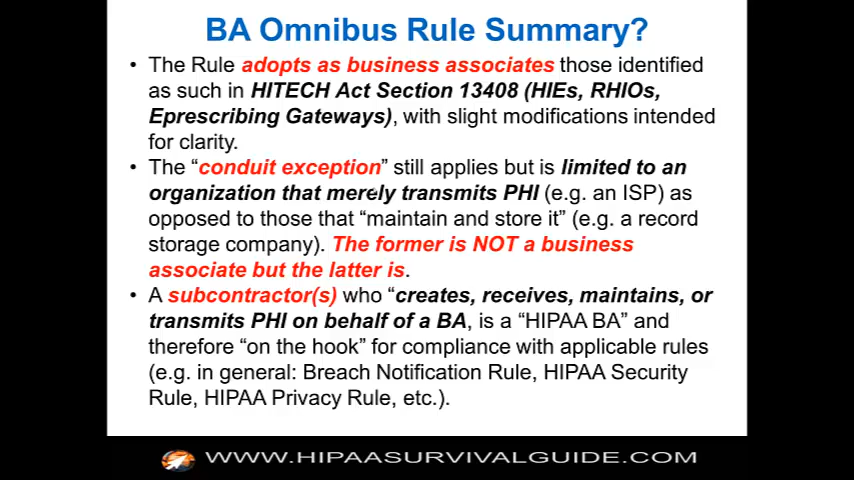 BA Omnibus Rule Summary?
• The Rule adopts as business associates those identified
as such in HITECH Act Section 13408 (HIEs, RHIOs,
Eprescribing Gateways), with slight modifications intended
for clarity.
• The “conduit exception” still applies but is limited to an
organization that merely transmits PHI (e.g. an ISP) as
opposed to those that “maintain and store it” (e.g. a record
storage company). The former is NOT a business
associate but the latter is.
• A subcontractor(s) who “creates, receives, maintains, or
transmits PHI on behalf of a BA, is a “HIPAA BA” and
therefore “on the hook” for compliance with applicable rules
(e.g. in general: Breach Notification Rule, HIPAA Security
Rule, HIPAA Privacy Rule, etc.).
WWW.HIPAASURVIVALGUIDE.COM